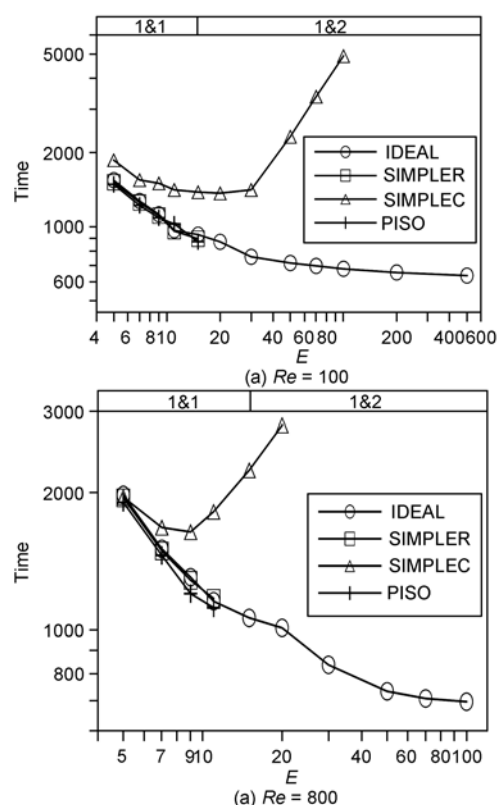 1&1 1&2
5000
2000
1000
600
Time
IDEAL
SIMPLER
SIMPLEC
PISO
4 6 8 10 20 40 60 80 200 400 600
E
(a) Re = 100
1&1 1&2
3000
2000
1000
800
Time
IDEAL
SIMPLER
SIMPLEC
PISO
5 7 9 10 20 40 60 80 100
E
(a) Re = 800